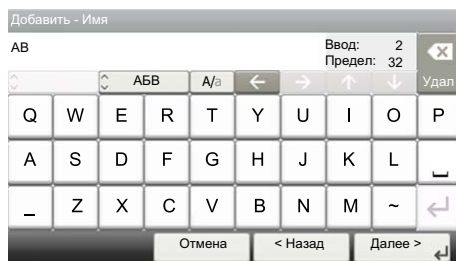 Добавить - Имя
AB Ввод: 2
Предел: 32
Удал
АБВ A/a
Q W E R T Y U I O P
A S D F G H J K L
_ Z X C V B N M ~
Отмена < Назад Далее >